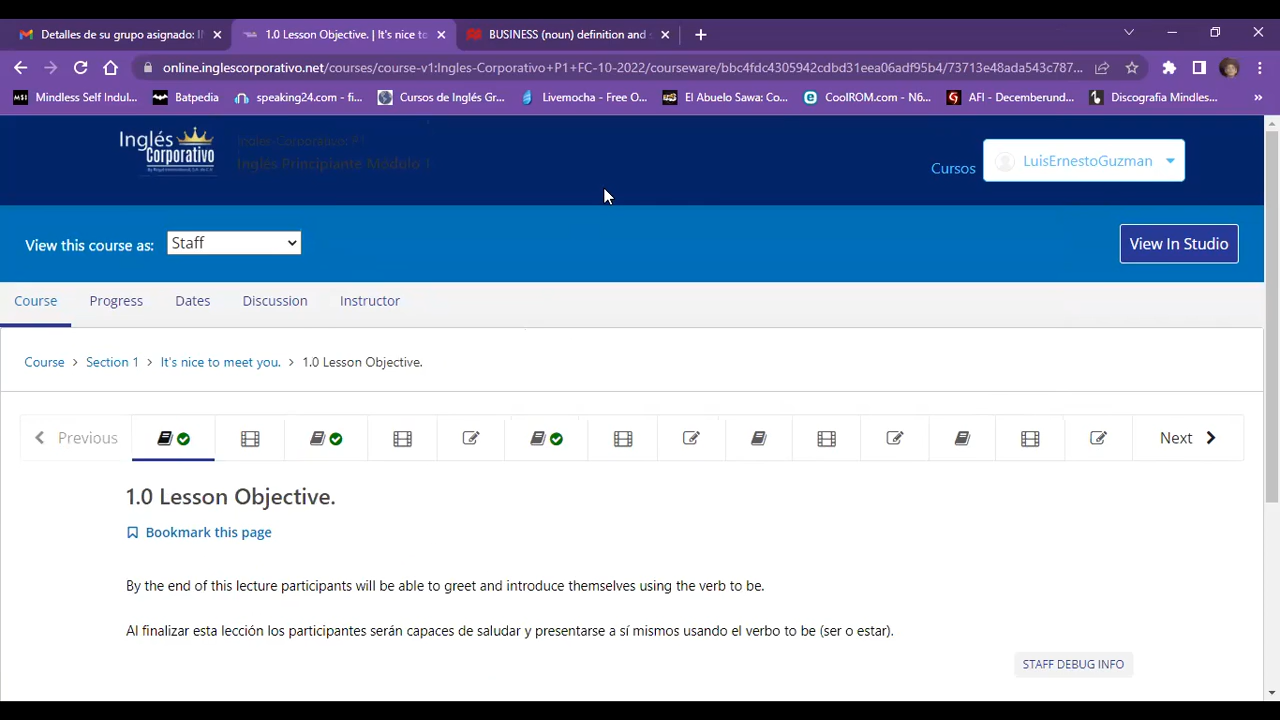 Detalles de su grupo asignado: I
1.0 Lesson Objective. | It's nice to
BUSINESS (noun) definition and s
online.inglescorporativo.net/courses/course-v1:Ingles-Corporativo+P1+FC-10-2022/courseware/bbc4fdc4305942cdbd31eea06adf95b4/73713e48ada543c787...
Mindless Self Indul...
Batpedia
speaking24.com - fi...
Cursos de Inglés Gr...
Livemocha - Free O...
El Abuelo Sawa: Co...
CoolROM.com - N6...
AFI - Decemberund...
Discografia Mindles...
Inglés
Corporativo
Ingles-Corporativo: P1
Inglés Principiante Módulo I
Cursos
LuisErnestoGuzman
View this course as:
Staff
View In Studio
Course
Progress
Dates
Discussion
Instructor
Course > Section 1 > It's nice to meet you. > 1.0 Lesson Objective.
Previous
Next
1.0 Lesson Objective.
Bookmark this page
By the end of this lecture participants will be able to greet and introduce themselves using the verb to be.
Al finalizar esta lección los participantes serán capaces de saludar y presentarse a sí mismos usando el verbo to be (ser o estar).
STAFF DEBUG INFO